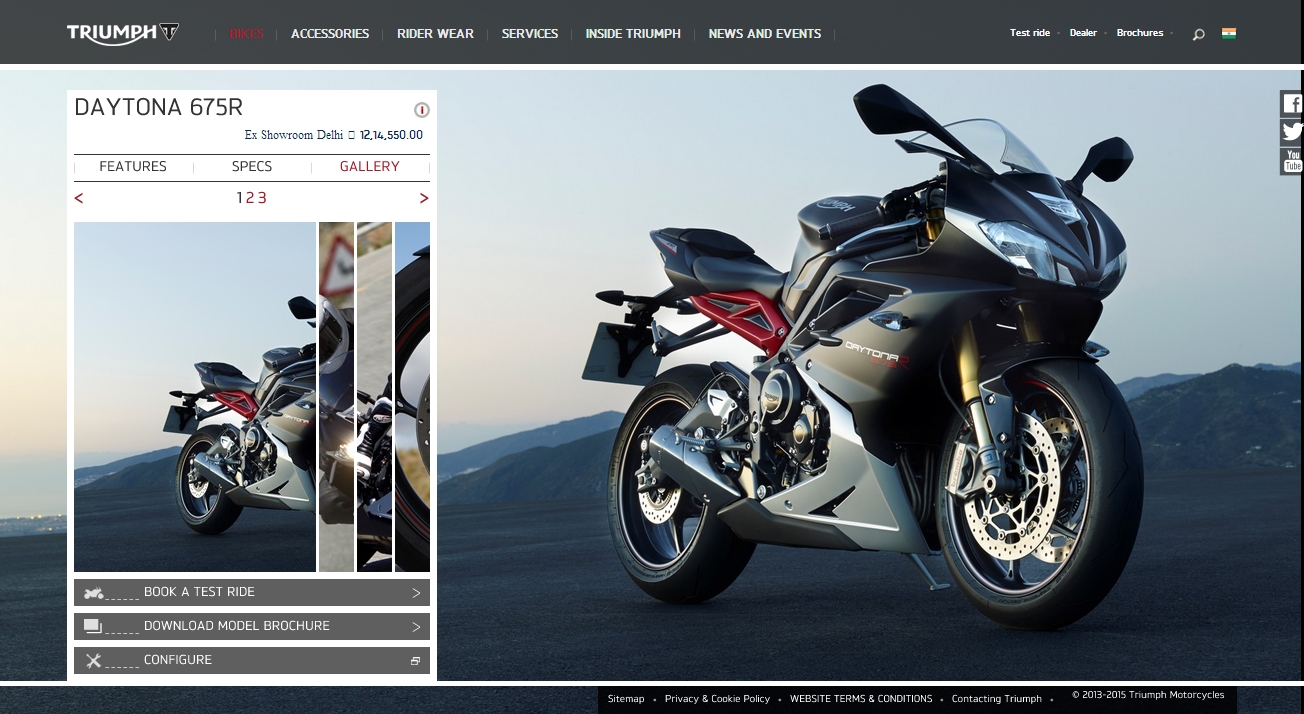 TRIUMPH
BIKES
ACCESSORIES
RIDER WEAR
SERVICES
INSIDE TRIUMPH
NEWS AND EVENTS
Test ride
Dealer
Brochures
DAYTONA 675R
i
Ex Showroom Delhi 12,14,550.00
FEATURES
SPECS
GALLERY
< 1 2 3 >
BOOK A TEST RIDE >
DOWNLOAD MODEL BROCHURE >
CONFIGURE
TRIUMPH
DAYTONA
DAYTONA
f
You
Tube
Sitemap • Privacy & Cookie Policy • WEBSITE TERMS & CONDITIONS • Contacting Triumph •
© 2013-2015 Triumph Motorcycles